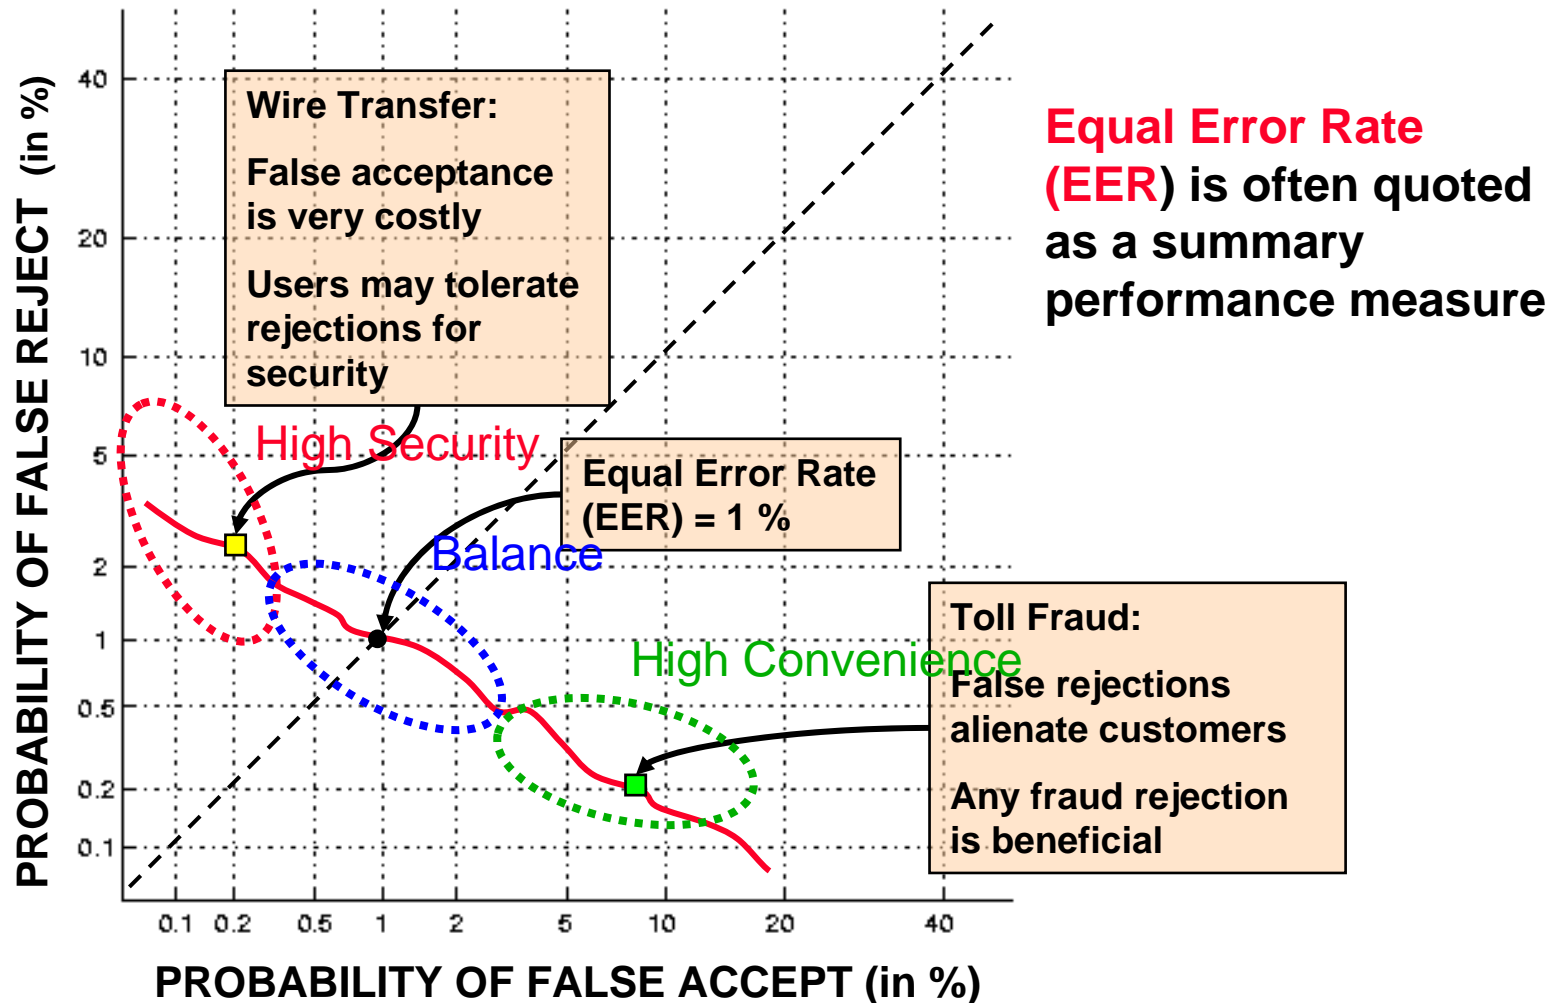 PROBABILITY OF FALSE REJECT (in %)
40
20
10
5
2
1
0.5
0.2
0.1
Wire Transfer:
False acceptance
is very costly
Users may tolerate
rejections for
security
Equal Error Rate
(EER) is often quoted
as a summary
performance measure
High Security
Equal Error Rate
(EER) = 1 %
Balance
High Convenience
Toll Fraud:
False rejections
alienate customers
Any fraud rejection
is beneficial
0.1 0.2 0.5 1 2 5 10 20 40
PROBABILITY OF FALSE ACCEPT (in %)